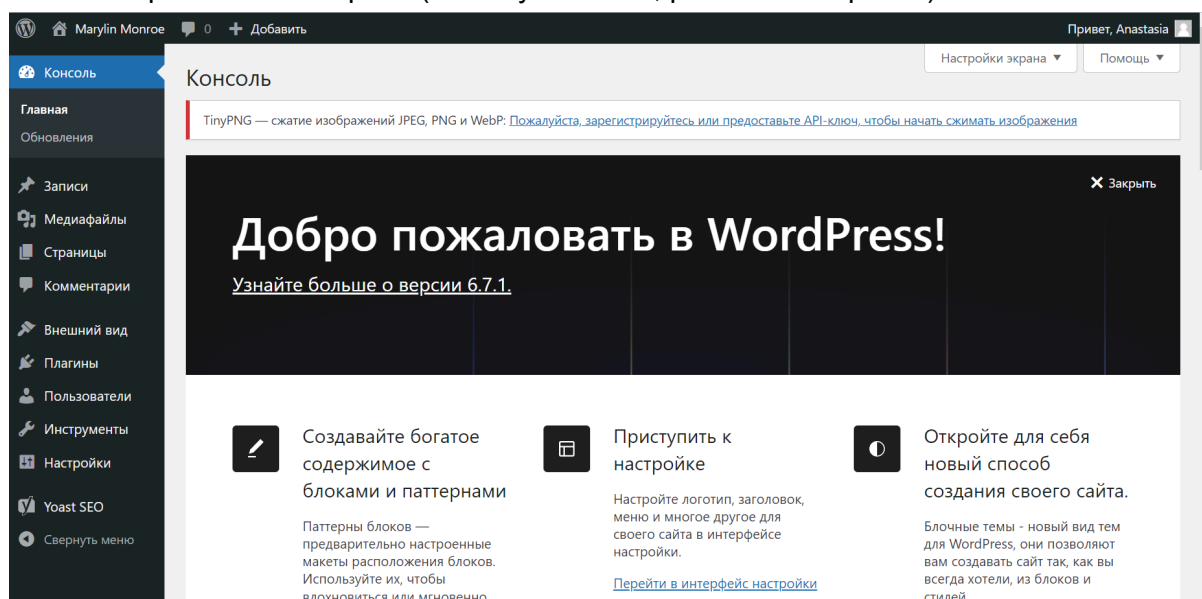 Marylin Monroe 0 + Добавить Привет, Anastasia
Консоль
Главная
Обновления
Записи
Медиафайлы
Страницы
Комментарии
Внешний вид
Плагины
Пользователи
Инструменты
Настройки
Yoast SEO
Свернуть меню
Настройки экрана ▼ Помощь ▼
Консоль
TinyPNG — сжатие изображений JPEG, PNG и WebP: Пожалуйста, зарегистрируйтесь или предоставьте API-ключ, чтобы начать сжимать изображения
Закрыть
Добро пожаловать в WordPress!
Узнайте больше о версии 6.7.1.
Создавайте богатое
содержимое с
блоками и паттернами
Паттерны блоков —
предварительно настроенные
макеты расположения блоков.
Используйте их, чтобы
вдохновиться или мгновенно
Приступить к
настройке
Настройте логотип, заголовок,
меню и многое другое для
своего сайта в интерфейсе
настройки.
Перейти в интерфейс настройки
Откройте для себя
новый способ
создания своего сайта.
Блочные темы - новый вид тем
для WordPress, они позволяют
вам создавать сайт так, как вы
всегда хотели, из блоков и
стилей